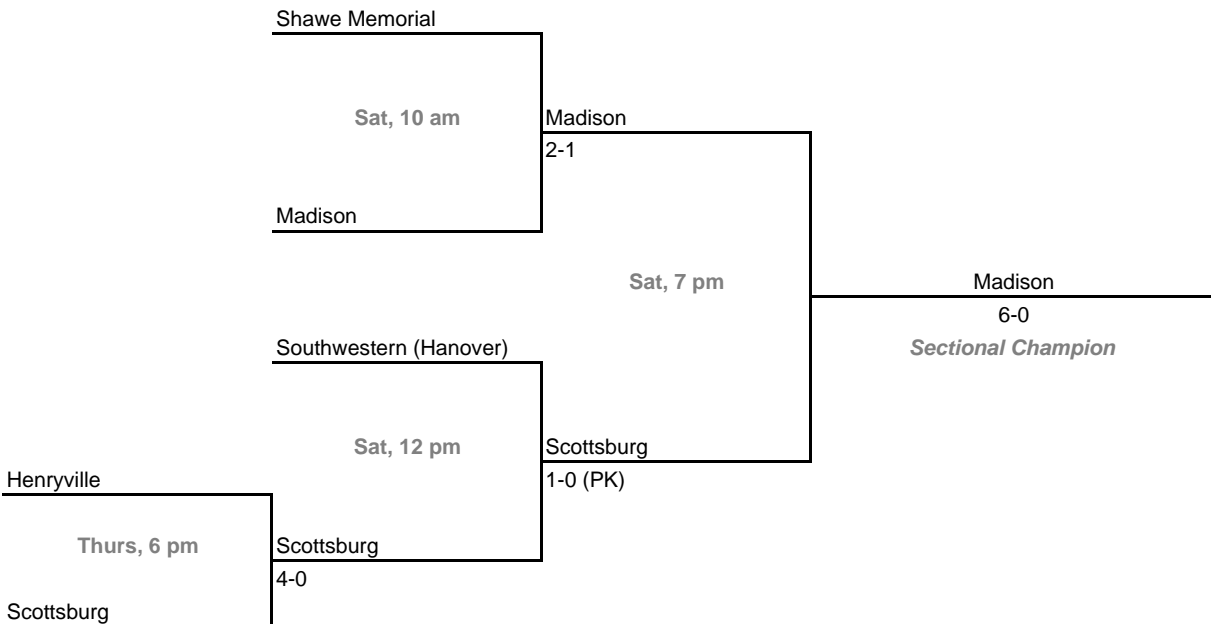 Shawe Memorial
Sat, 10 am
Madison
2-1
Madison
Sat, 7 pm
Madison
6-0
Sectional Champion
Southwestern (Hanover)
Sat, 12 pm
Scottsburg
1-0 (PK)
Henryville
Thurs, 6 pm
Scottsburg
4-0
Scottsburg